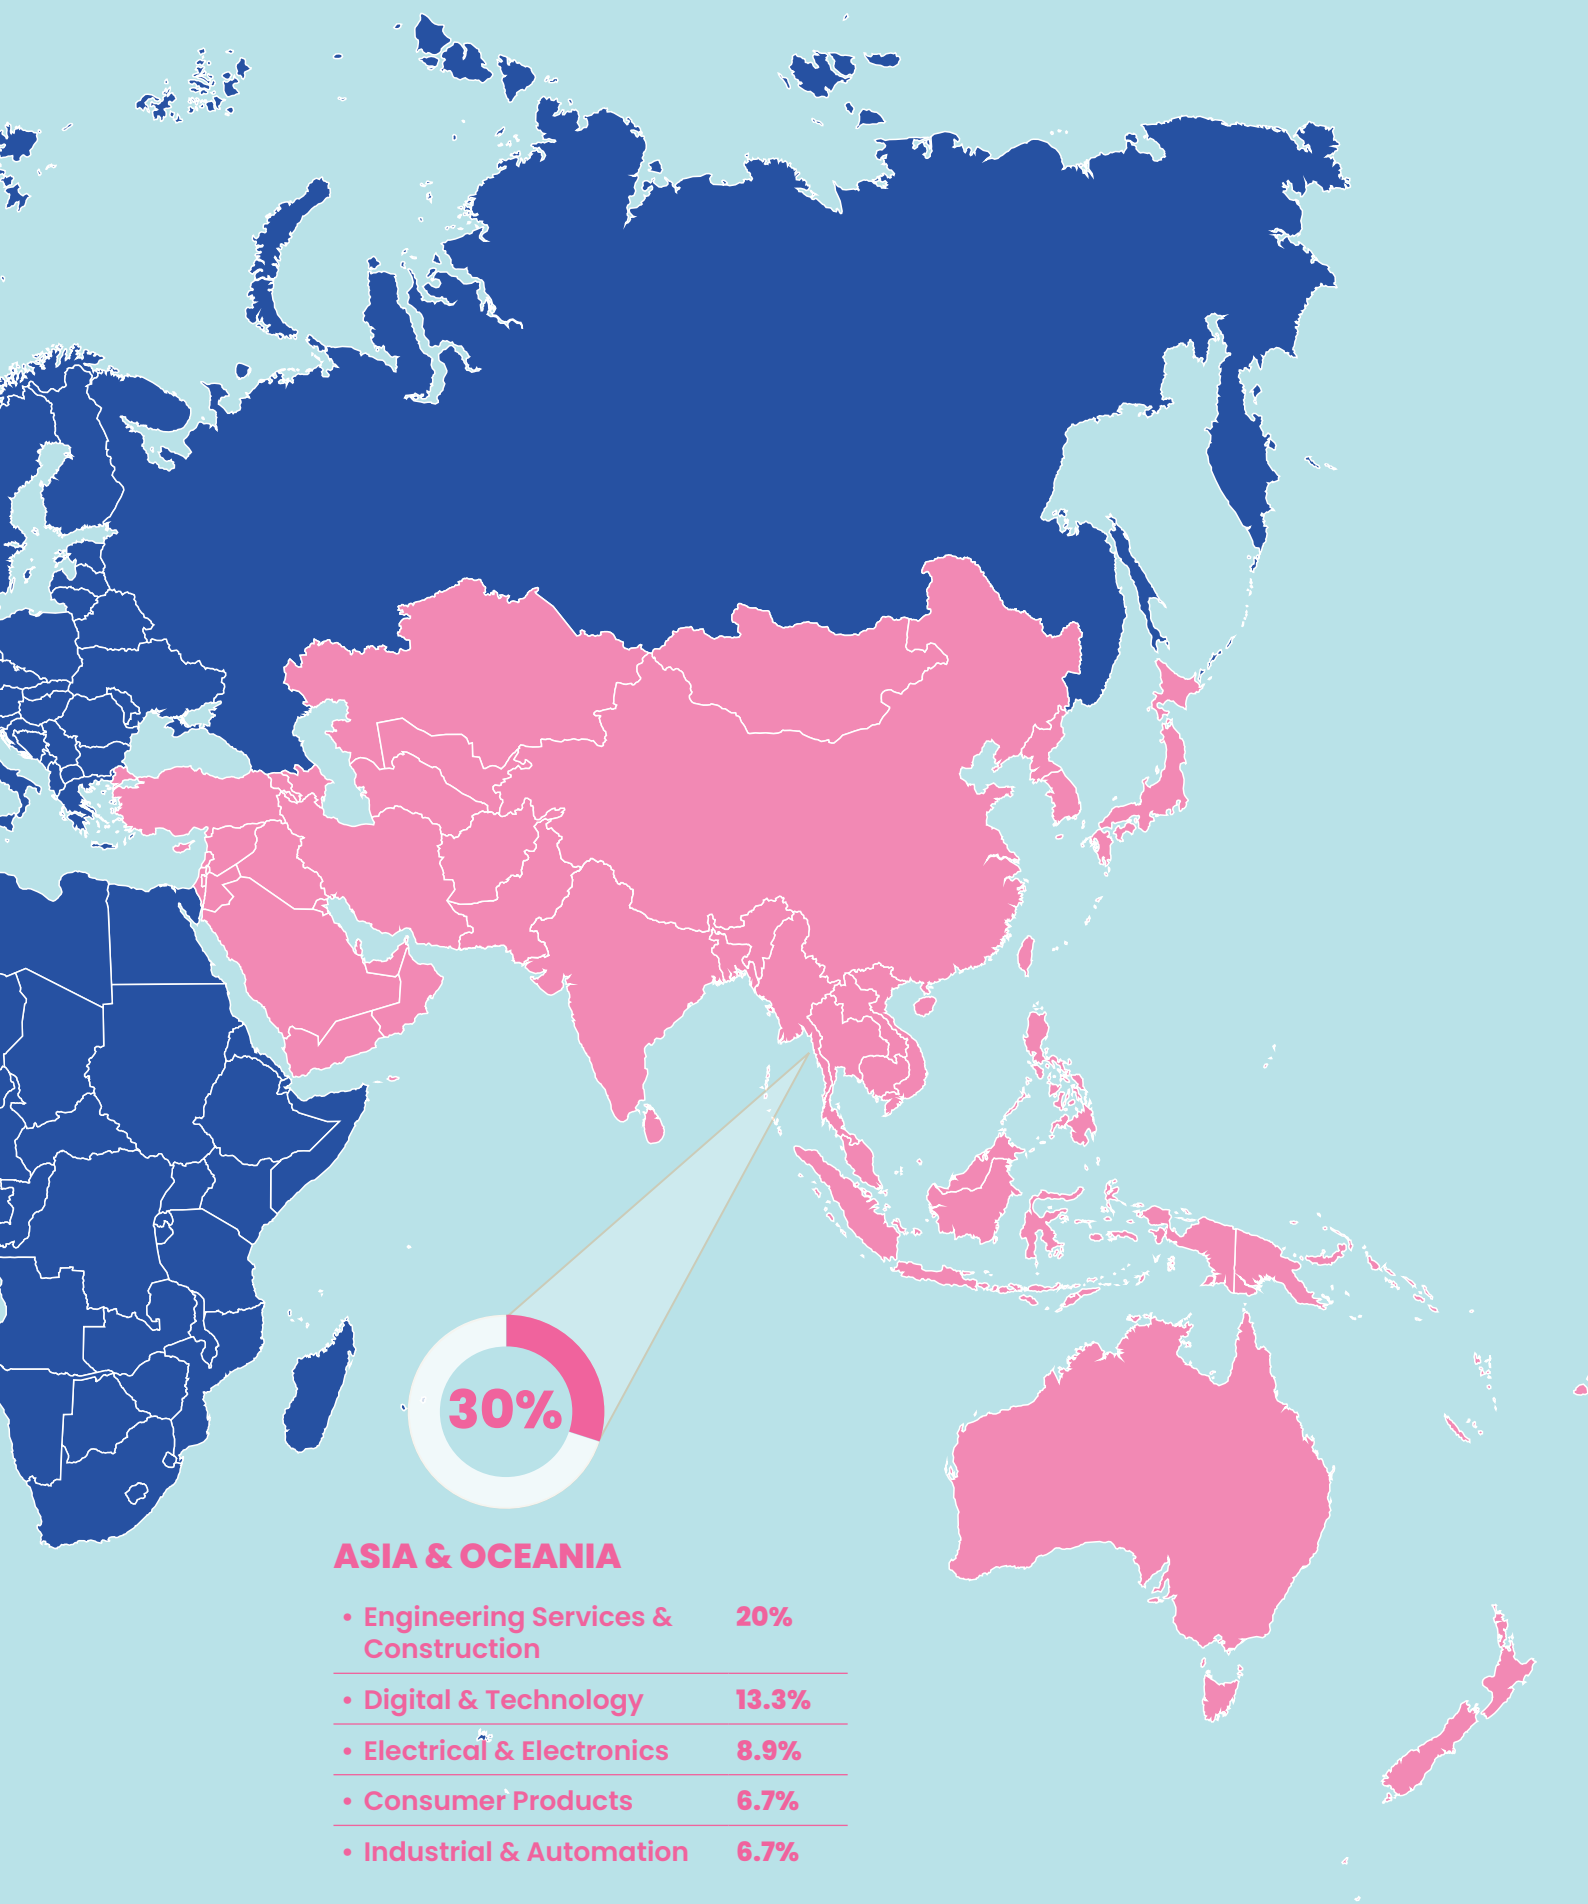 30%
ASIA & OCEANIA
• Engineering Services & 20%
Construction
• Digital & Technology 13.3%
• Electrical & Electronics 8.9%
• Consumer Products 6.7%
• Industrial & Automation 6.7%